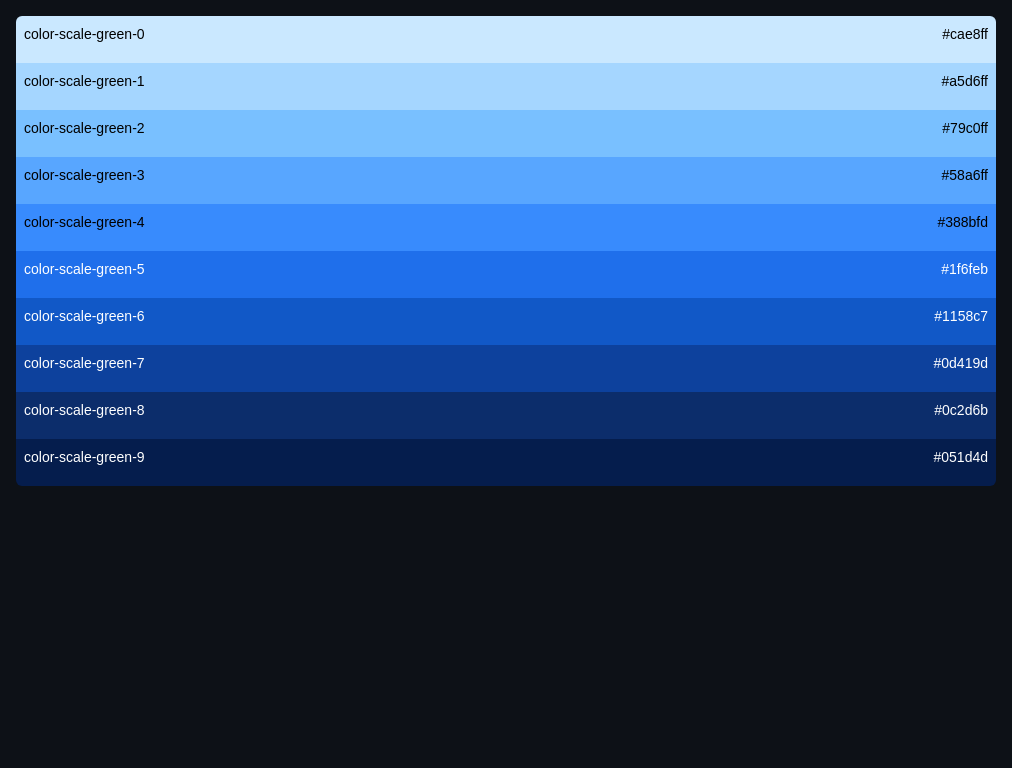 color-scale-green-0 #cae8ff
color-scale-green-1 #a5d6ff
color-scale-green-2 #79c0ff
color-scale-green-3 #58a6ff
color-scale-green-4 #388bfd
color-scale-green-5 #1f6feb
color-scale-green-6 #1158c7
color-scale-green-7 #0d419d
color-scale-green-8 #0c2d6b
color-scale-green-9 #051d4d